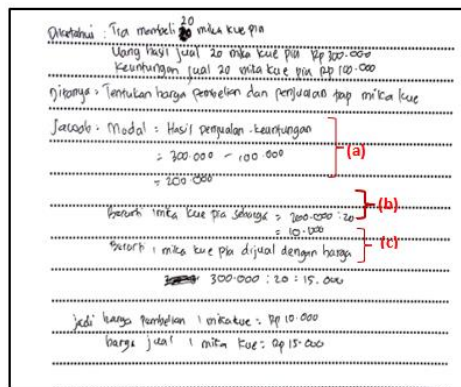 20
Diketahui : Tia membeli 20 mika kue pia
Uang hasil jual 20 mika kue pia Rp 300.000
Keuntungan jual 20 mika kue pia Rp 100.000
Ditanya : Tentukan harga pembelian dan penjualan tiap mika kue
Jawab : Modal = Hasil penjualan - keuntungan
(a)
= 300.000 - 100.000
= 200.000
Berarti 1 mika kue pia seharga = 200.000 : 20
(b)
= 10.000
(c)
Berarti 1 mika kue pia dijual dengan harga
300.000 : 20 = 15.000
jadi harga pembelian 1 mika kue = Rp 10.000
harga jual 1 mika kue = Rp 15.000